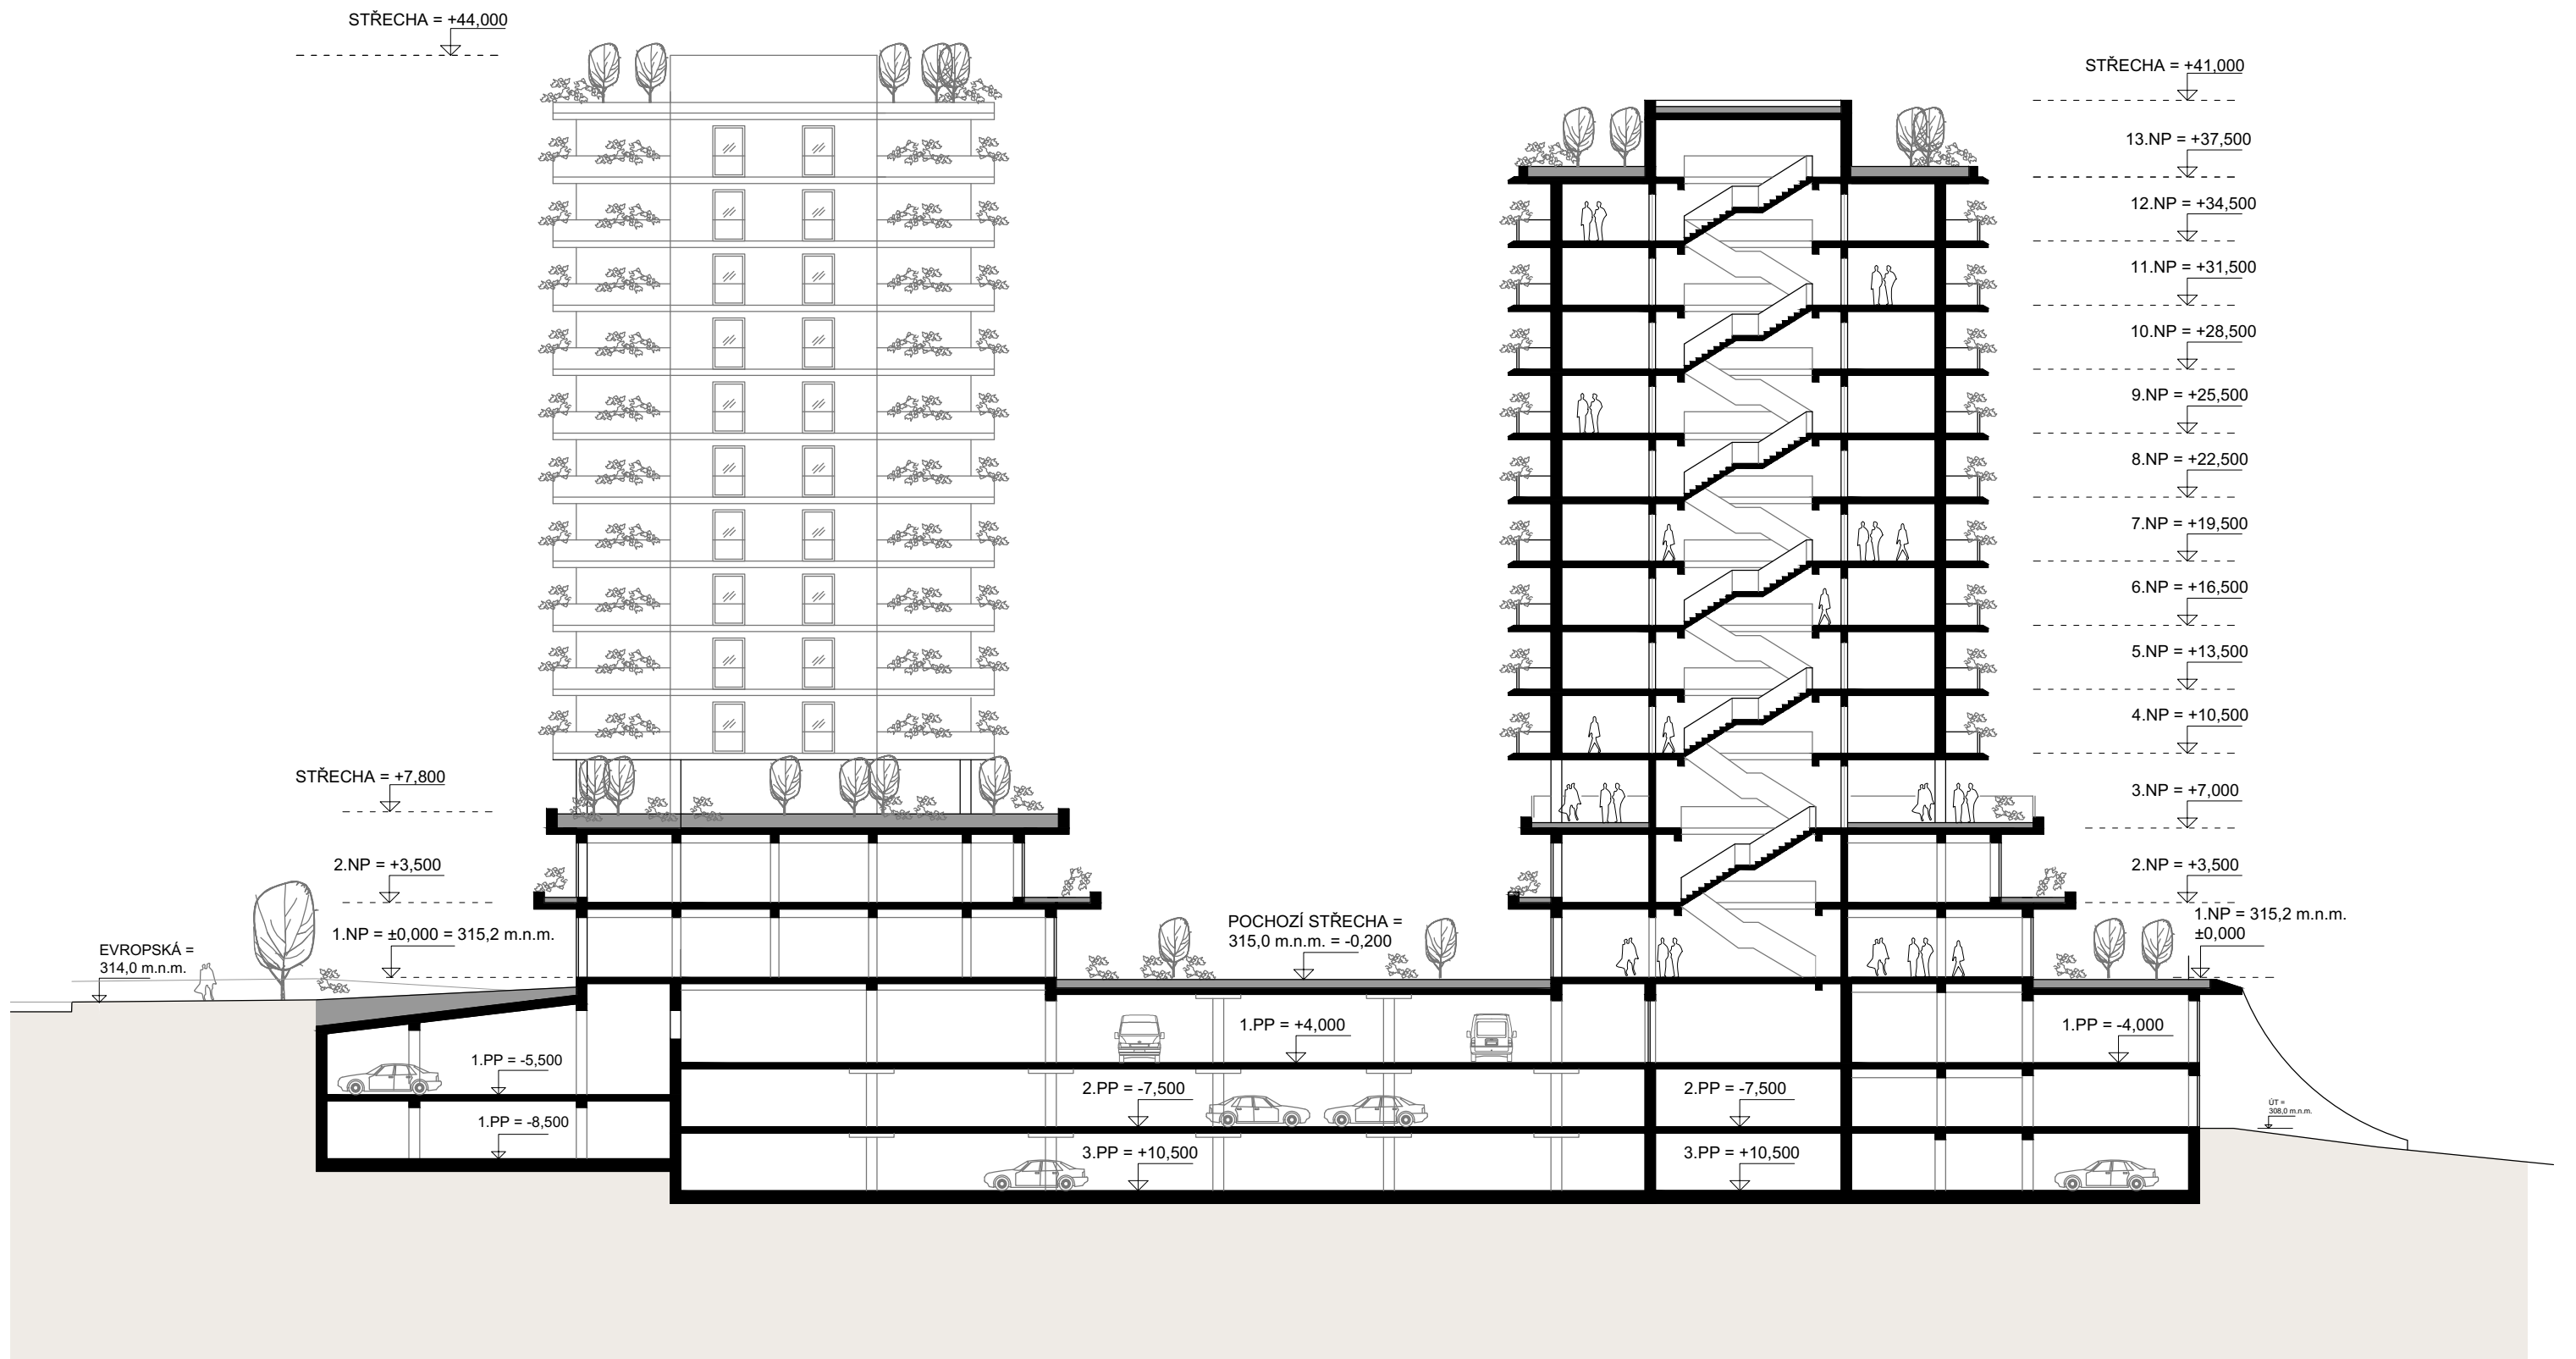 STŘECHA = +44,000
STŘECHA = +41,000
13.NP = +37,500
12.NP = +34,500
11.NP = +31,500
10.NP = +28,500
9.NP = +25,500
8.NP = +22,500
7.NP = +19,500
6.NP = +16,500
5.NP = +13,500
4.NP = +10,500
STŘECHA = +7,800
3.NP = +7,000
2.NP = +3,500
2.NP = +3,500
1.NP = ±0,000 = 315,2 m.n.m.
EVROPSKÁ =
314,0 m.n.m.
POCHOZÍ STŘECHA =
315,0 m.n.m. = -0,200
1.NP = 315,2 m.n.m.
±0,000
1.PP = +4,000
1.PP = -4,000
1.PP = -5,500
2.PP = -7,500
2.PP = -7,500
ÚT =
308,0 m.n.m.
1.PP = -8,500
3.PP = +10,500
3.PP = +10,500